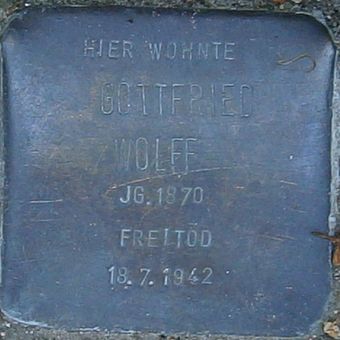 HIER WOHNTE
GOTTFRIED
WOLFF
JG. 1870
FREITOD
18.7.1942